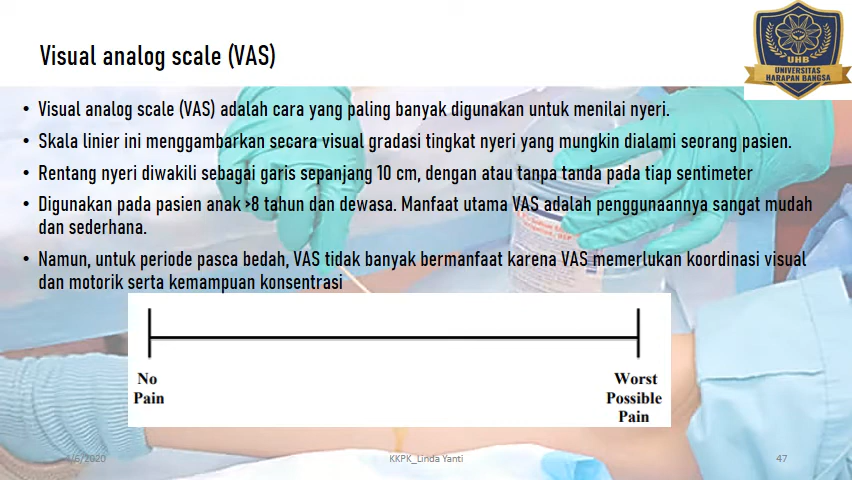 Visual analog scale (VAS)
UHB
UNIVERSITAS
HARAPAN BANGSA
• Visual analog scale (VAS) adalah cara yang paling banyak digunakan untuk menilai nyeri.
• Skala linier ini menggambarkan secara visual gradasi tingkat nyeri yang mungkin dialami seorang pasien.
• Rentang nyeri diwakili sebagai garis sepanjang 10 cm, dengan atau tanpa tanda pada tiap sentimeter
• Digunakan pada pasien anak >8 tahun dan dewasa. Manfaat utama VAS adalah penggunaannya sangat mudah
dan sederhana.
• Namun, untuk periode pasca bedah, VAS tidak banyak bermanfaat karena VAS memerlukan koordinasi visual
dan motorik serta kemampuan konsentrasi
No
Pain
Worst
Possible
Pain
KKPK_Linda Yanti
47